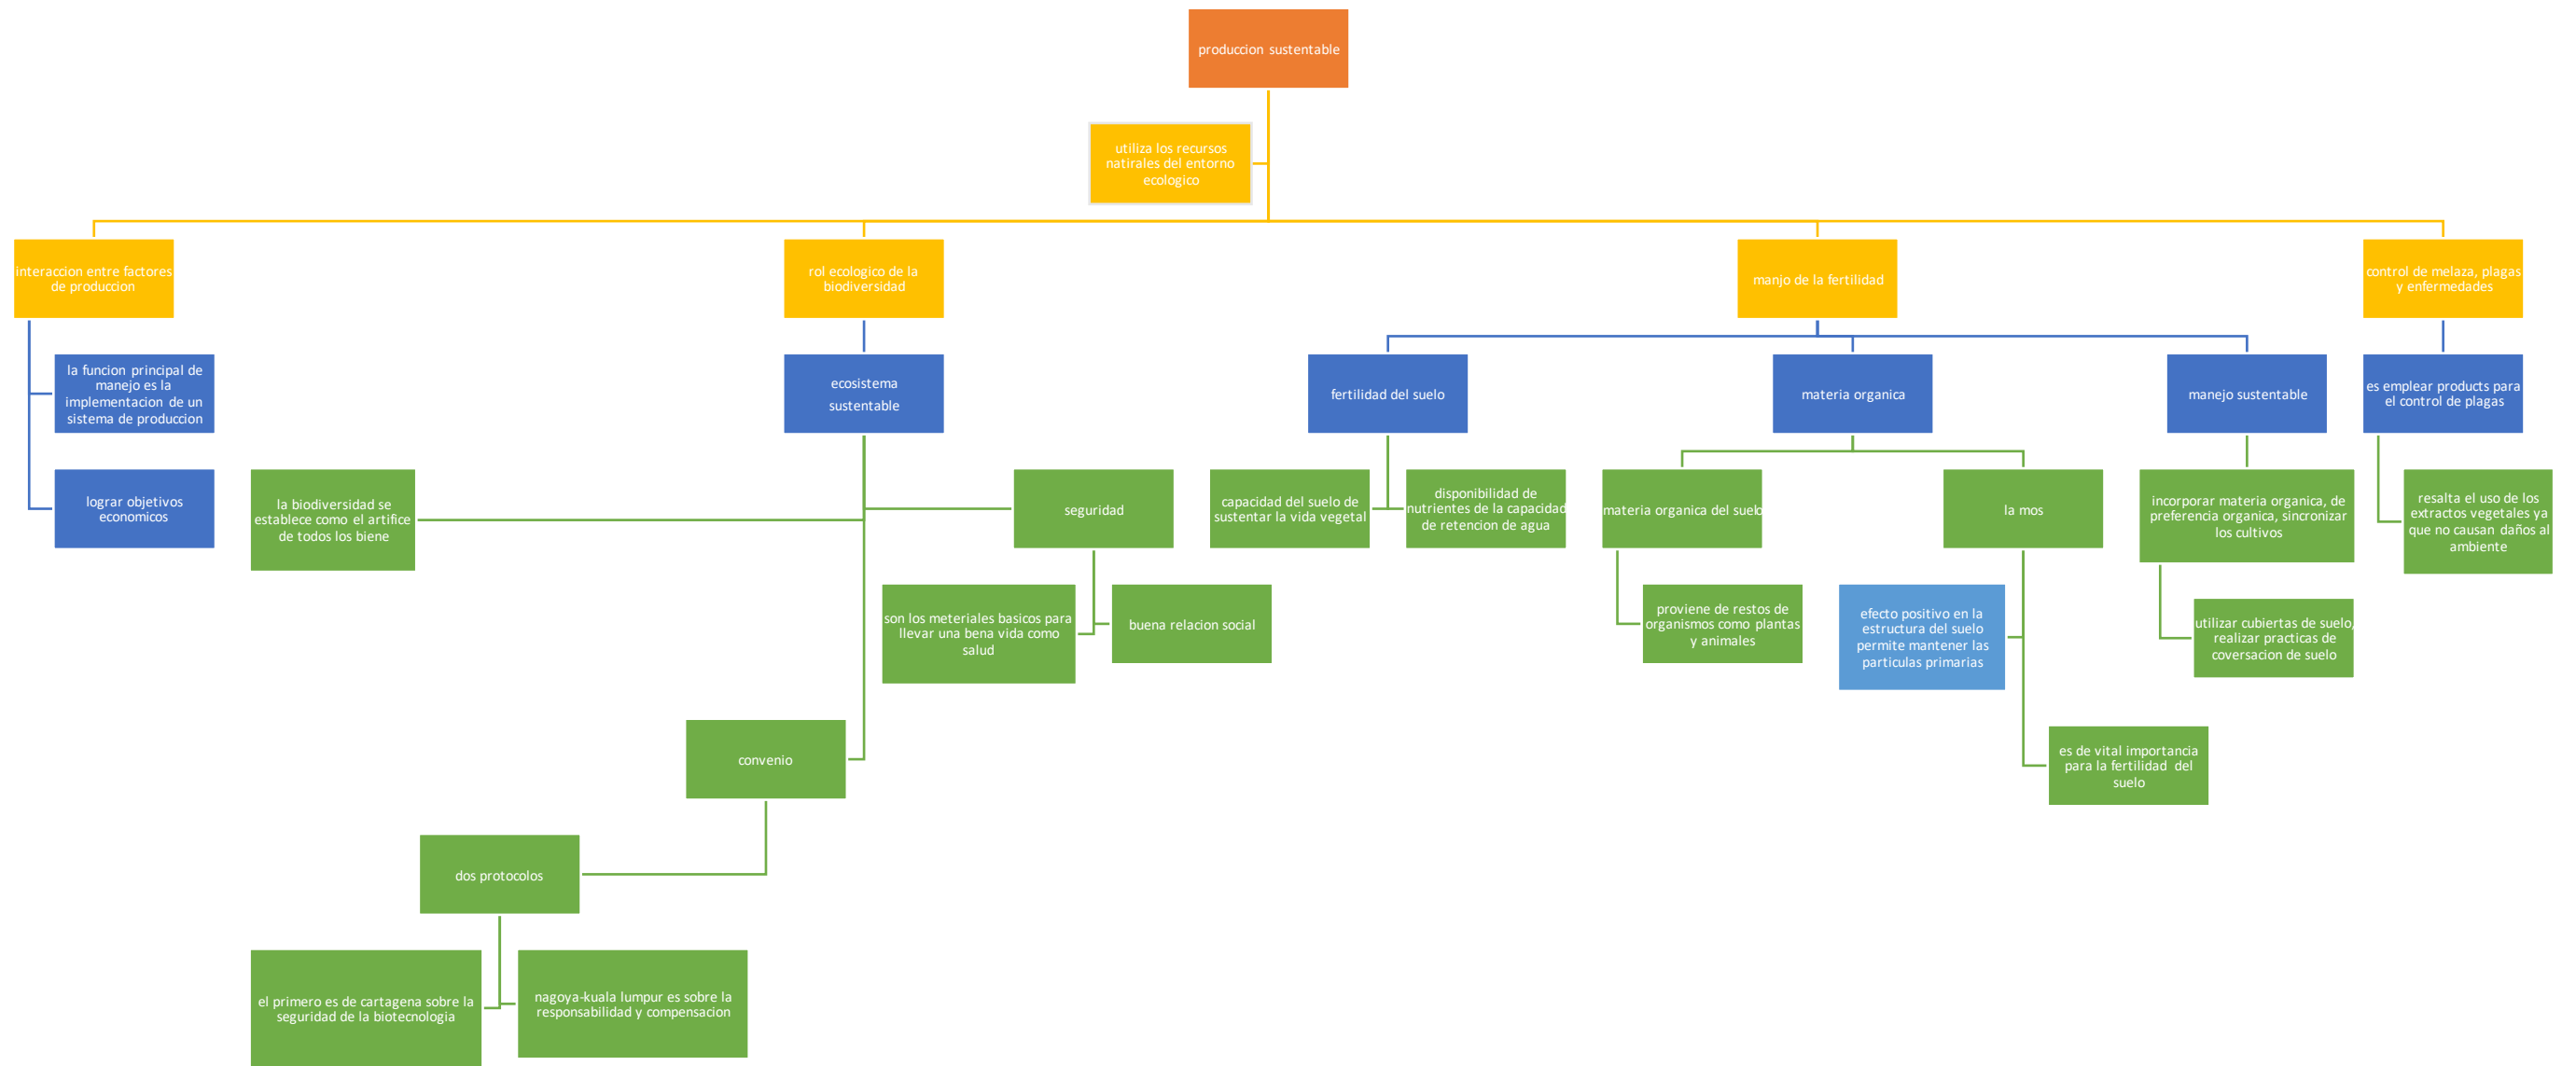 produccion sustentable
utiliza los recursos
natirales del entorno
ecologico
interaccion entre factores
de produccion
rol ecologico de la
biodiversidad
manjo de la fertilidad
control de melaza, plagas
y enfermedades
la funcion principal de
manejo es la
implementacion de un
sistema de produccion
ecosistema
sustentable
fertilidad del suelo
materia organica
manejo sustentable
es emplear products para
el control de plagas
lograr objetivos
economicos
la biodiversidad se
establece como el artifice
de todos los biene
seguridad
capacidad del suelo de
sustentar la vida vegetal
disponibilidad de
nutrientes de la capacidad
de retencion de agua
materia organica del suelo
la mos
incorporar materia organica, de
preferencia organica, sincronizar
los cultivos
resalta el uso de los
extractos vegetales ya
que no causan daños al
ambiente
son los meteriales basicos para
llevar una bena vida como
salud
buena relacion social
proviene de restos de
organismos como plantas
y animales
efecto positivo en la
estructura del suelo
permite mantener las
particulas primarias
utilizar cubiertas de suelo,
realizar practicas de
coversacion de suelo
convenio
es de vital importancia
para la fertilidad del
suelo
dos protocolos
el primero es de cartagena sobre la
seguridad de la biotecnologia
nagoya-kuala lumpur es sobre la
responsabilidad y compensacion